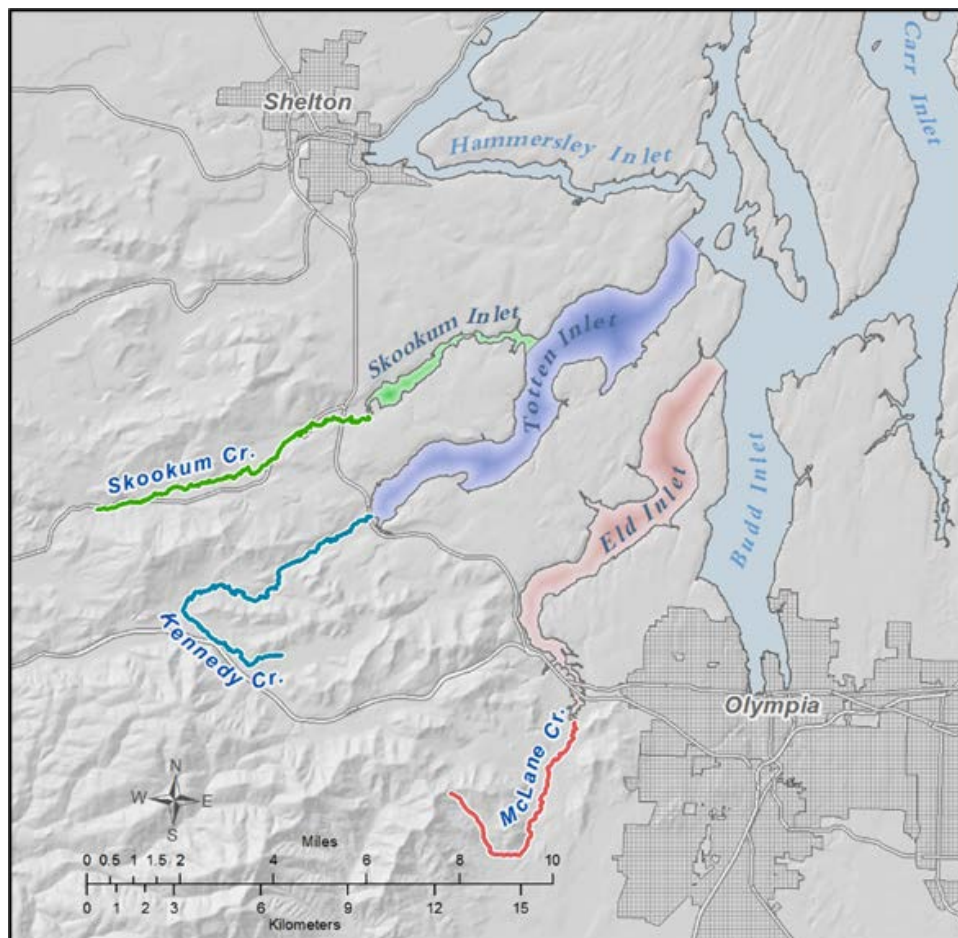 Carr Inlet
Shelton
Hammersley Inlet
Skookum Inlet
Totten Inlet
Skookum Cr.
Eld Inlet
Budd Inlet
Kennedy Cr.
Olympia
McLane Cr.
N
W E
S
Miles
0 0.5 1 1.5 2 4 6 8 10
0 1 2 3 6 9 12 15
Kilometers